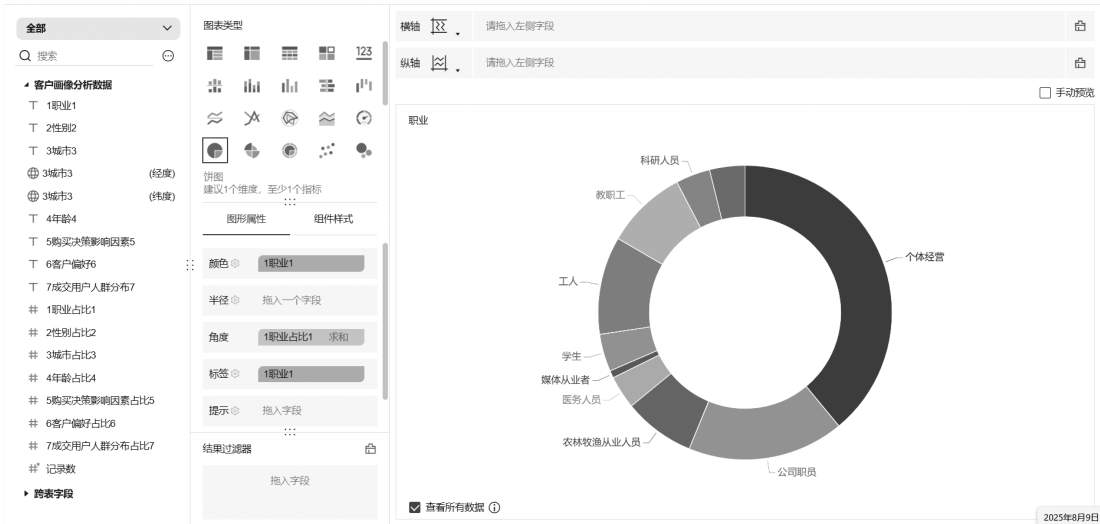 全部
搜索
客户画像分析数据
T 1职业1
T 2性别2
T 3城市3
3城市3 (经度)
3城市3 (纬度)
T 4年龄4
T 5购买决策影响因素5
T 6客户偏好6
T 7成交用户人群分布7
# 1职业占比1
# 2性别占比2
# 3城市占比3
# 4年龄占比4
# 5购买决策影响因素占比5
# 6客户偏好占比6
# 7成交用户人群分布占比7
#* 记录数
跨表字段
图表类型
123
饼图
建议1个维度，至少1个指标
图形属性 组件样式
颜色 1职业1
半径 拖入一个字段
角度 1职业占比1 求和
标签 1职业1
提示 拖入字段
结果过滤器
拖入字段
横轴 请拖入左侧字段
纵轴 请拖入左侧字段
手动预览
职业
科研人员
教职工
个体经营
工人
学生
媒体从业者
医务人员
农林牧渔从业人员
公司职员
查看所有数据
2025年8月9日